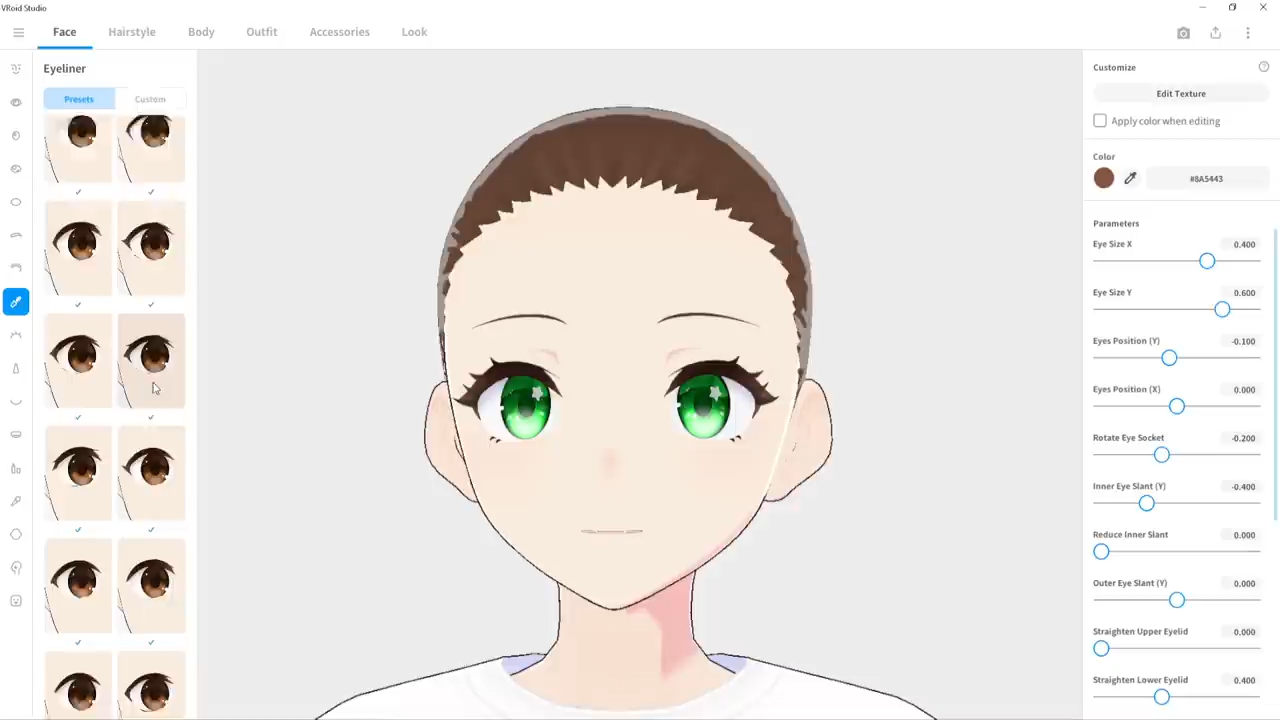 VRoid Studio
Face Hairstyle Body Outfit Accessories Look
Eyeliner
Presets Custom
Customize
Edit Texture
Apply color when editing
Color
#8A5443
Parameters
Eye Size X 0.400
Eye Size Y 0.600
Eyes Position (Y) -0.100
Eyes Position (X) 0.000
Rotate Eye Socket -0.200
Inner Eye Slant (Y) -0.400
Reduce Inner Slant 0.000
Outer Eye Slant (Y) 0.000
Straighten Upper Eyelid 0.000
Straighten Lower Eyelid 0.400